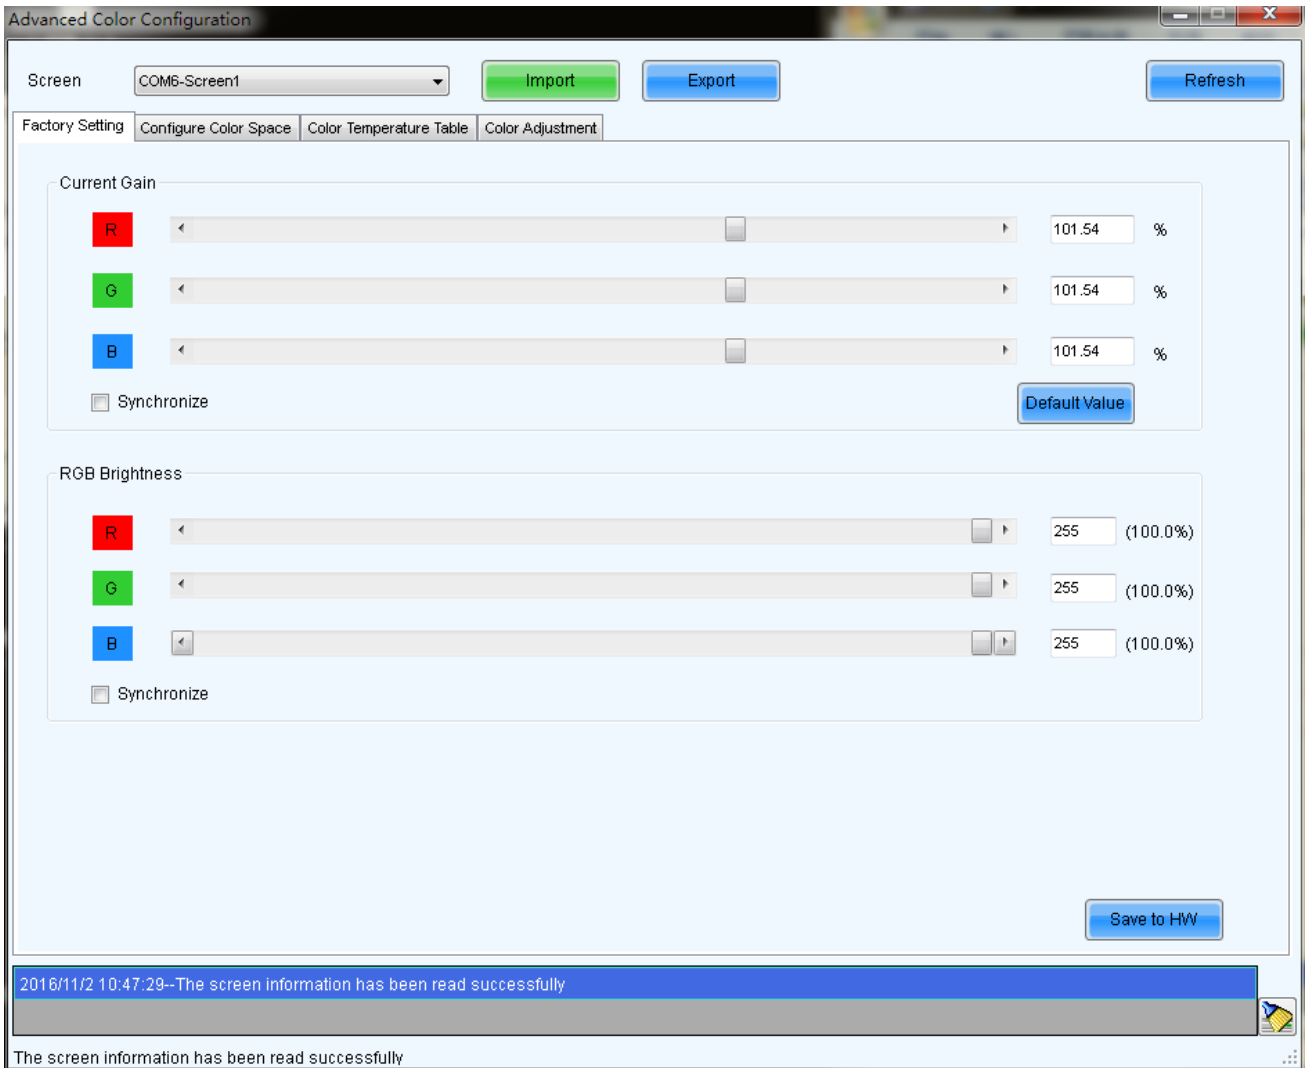 Advanced Color Configuration
Screen COM6-Screen1 Import Export Refresh
Factory Setting Configure Color Space Color Temperature Table Color Adjustment
Current Gain
R 101.54 %
G 101.54 %
B 101.54 %
Synchronize Default Value
RGB Brightness
R 255 (100.0%)
G 255 (100.0%)
B 255 (100.0%)
Synchronize
Save to HW
2016/11/2 10:47:29--The screen information has been read successfully
The screen information has been read successfully